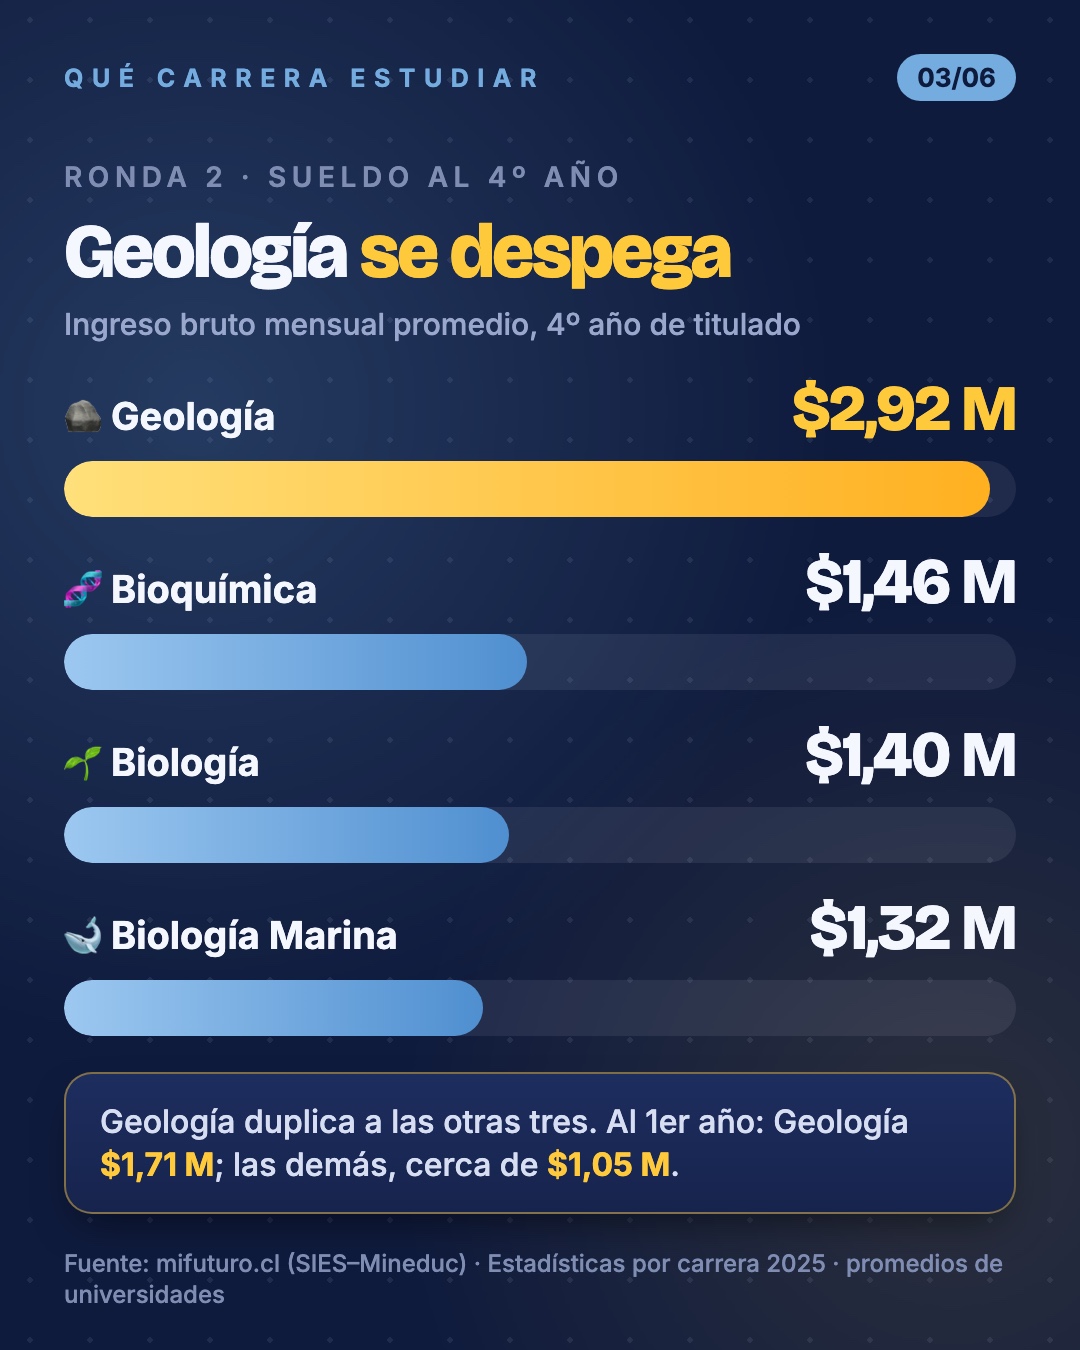 QUÉ CARRERA ESTUDIAR
03/06
RONDA 2 · SUELDO AL 4º AÑO
Geología se despega
Ingreso bruto mensual promedio, 4º año de titulado
Geología
$2,92 M
Bioquímica
$1,46 M
Biología
$1,40 M
Biología Marina
$1,32 M
Geología duplica a las otras tres. Al 1er año: Geología
$1,71 M; las demás, cerca de $1,05 M.
Fuente: mifuturo.cl (SIES–Mineduc) · Estadísticas por carrera 2025 · promedios de
universidades